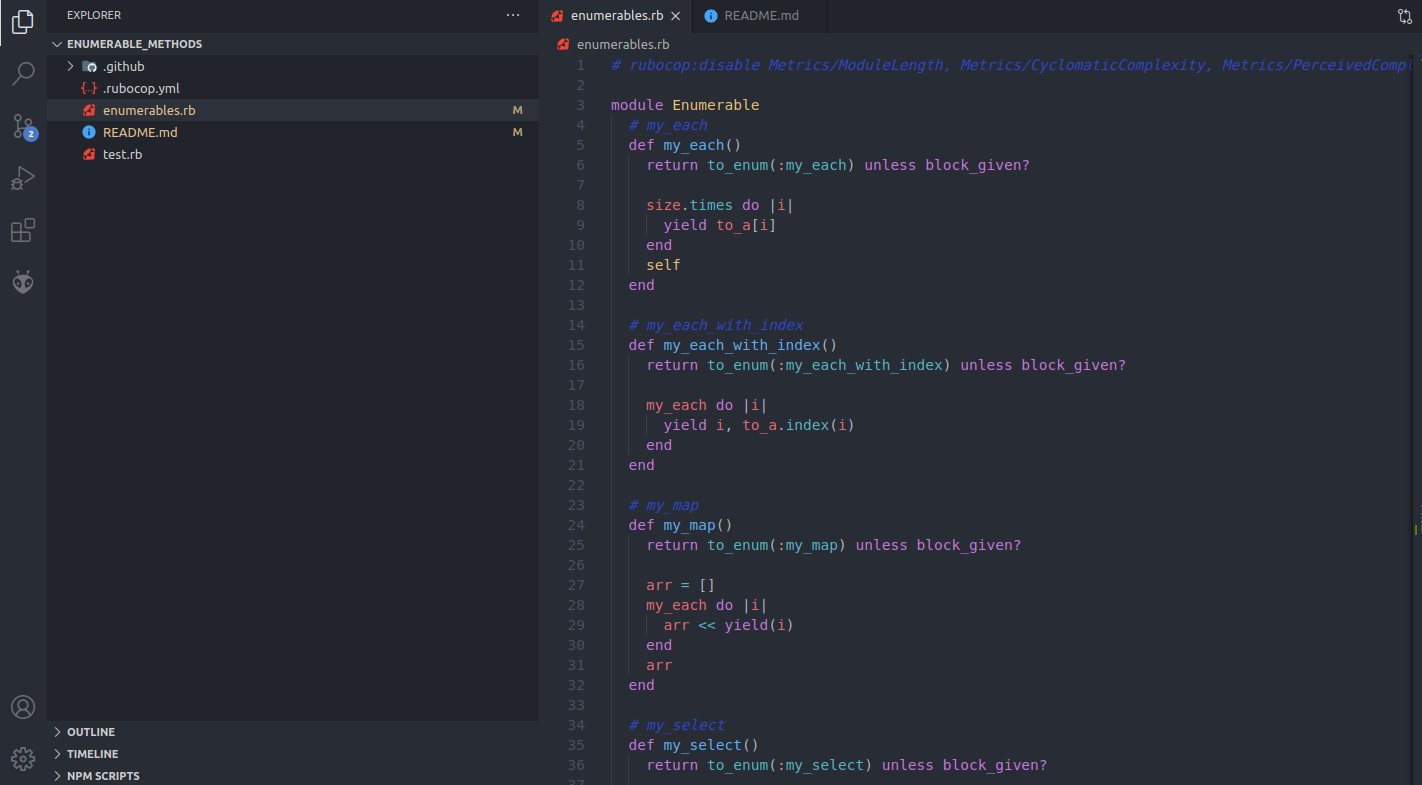 EXPLORER
ENUMERABLE_METHODS
.github
.rubocop.yml
enumerables.rb M
README.md M
test.rb
2
OUTLINE
TIMELINE
NPM SCRIPTS
enumerables.rb
README.md
enumerables.rb
1 # rubocop:disable Metrics/ModuleLength, Metrics/CyclomaticComplexity, Metrics/PerceivedCompl
2
3 module Enumerable
4 # my_each
5 def my_each()
6 return to_enum(:my_each) unless block_given?
7
8 size.times do |i|
9 yield to_a[i]
10 end
11 self
12 end
13
14 # my_each_with_index
15 def my_each_with_index()
16 return to_enum(:my_each_with_index) unless block_given?
17
18 my_each do |i|
19 yield i, to_a.index(i)
20 end
21 end
22
23 # my_map
24 def my_map()
25 return to_enum(:my_map) unless block_given?
26
27 arr = []
28 my_each do |i|
29 arr << yield(i)
30 end
31 arr
32 end
33
34 # my_select
35 def my_select()
36 return to_enum(:my_select) unless block_given?
37